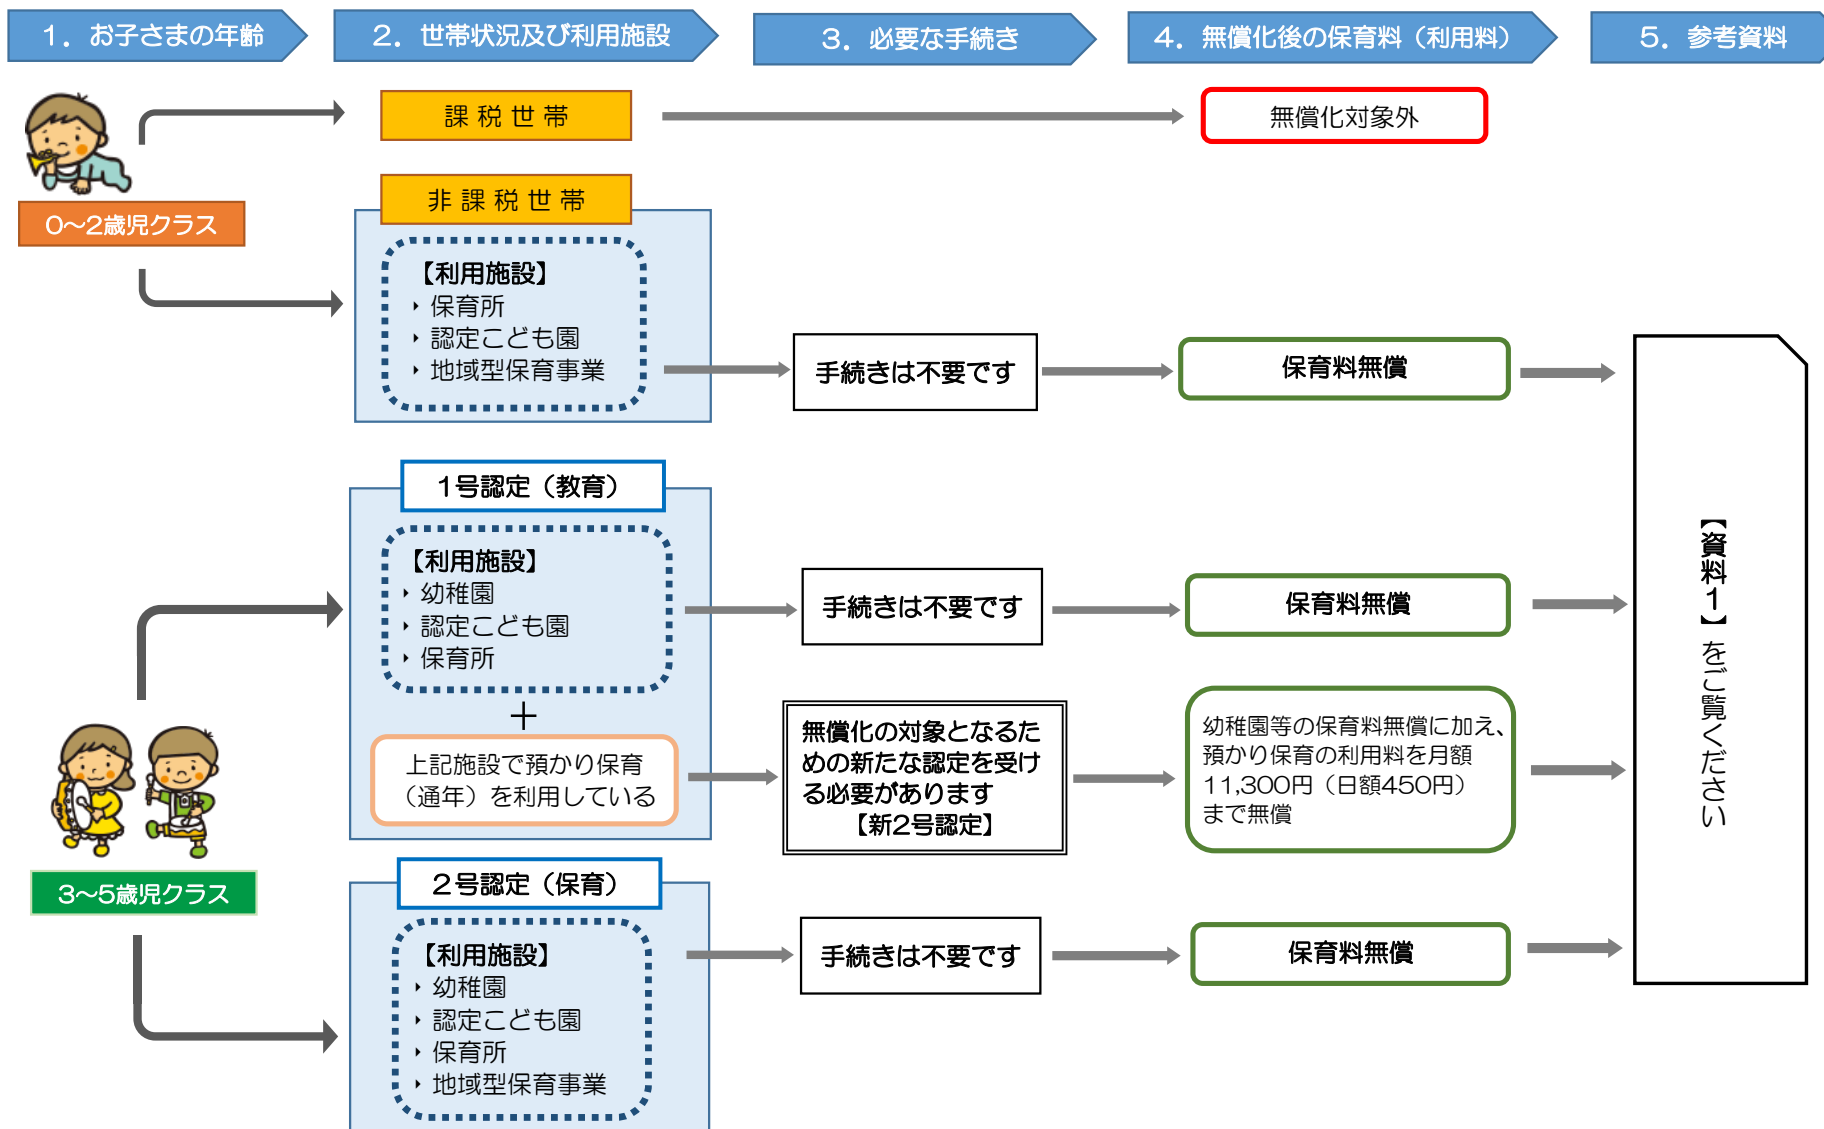 1．お子さまの年齢
2．世帯状況及び利用施設
3．必要な手続き
4．無償化後の保育料（利用料）
5．参考資料
0～2歳児クラス
課税世帯
無償化対象外
非課税世帯
【利用施設】
‣ 保育所
‣ 認定こども園
‣ 地域型保育事業
手続きは不要です
保育料無償
3～5歳児クラス
1号認定（教育）
【利用施設】
‣ 幼稚園
‣ 認定こども園
‣ 保育所
手続きは不要です
保育料無償
＋
上記施設で預かり保育
（通年）を利用している
無償化の対象となるた
めの新たな認定を受け
る必要があります
【新2号認定】
幼稚園等の保育料無償に加え、
預かり保育の利用料を月額
11,300円（日額450円）
まで無償
2号認定（保育）
【利用施設】
‣ 幼稚園
‣ 認定こども園
‣ 保育所
‣ 地域型保育事業
手続きは不要です
保育料無償
【資料1】をご覧ください